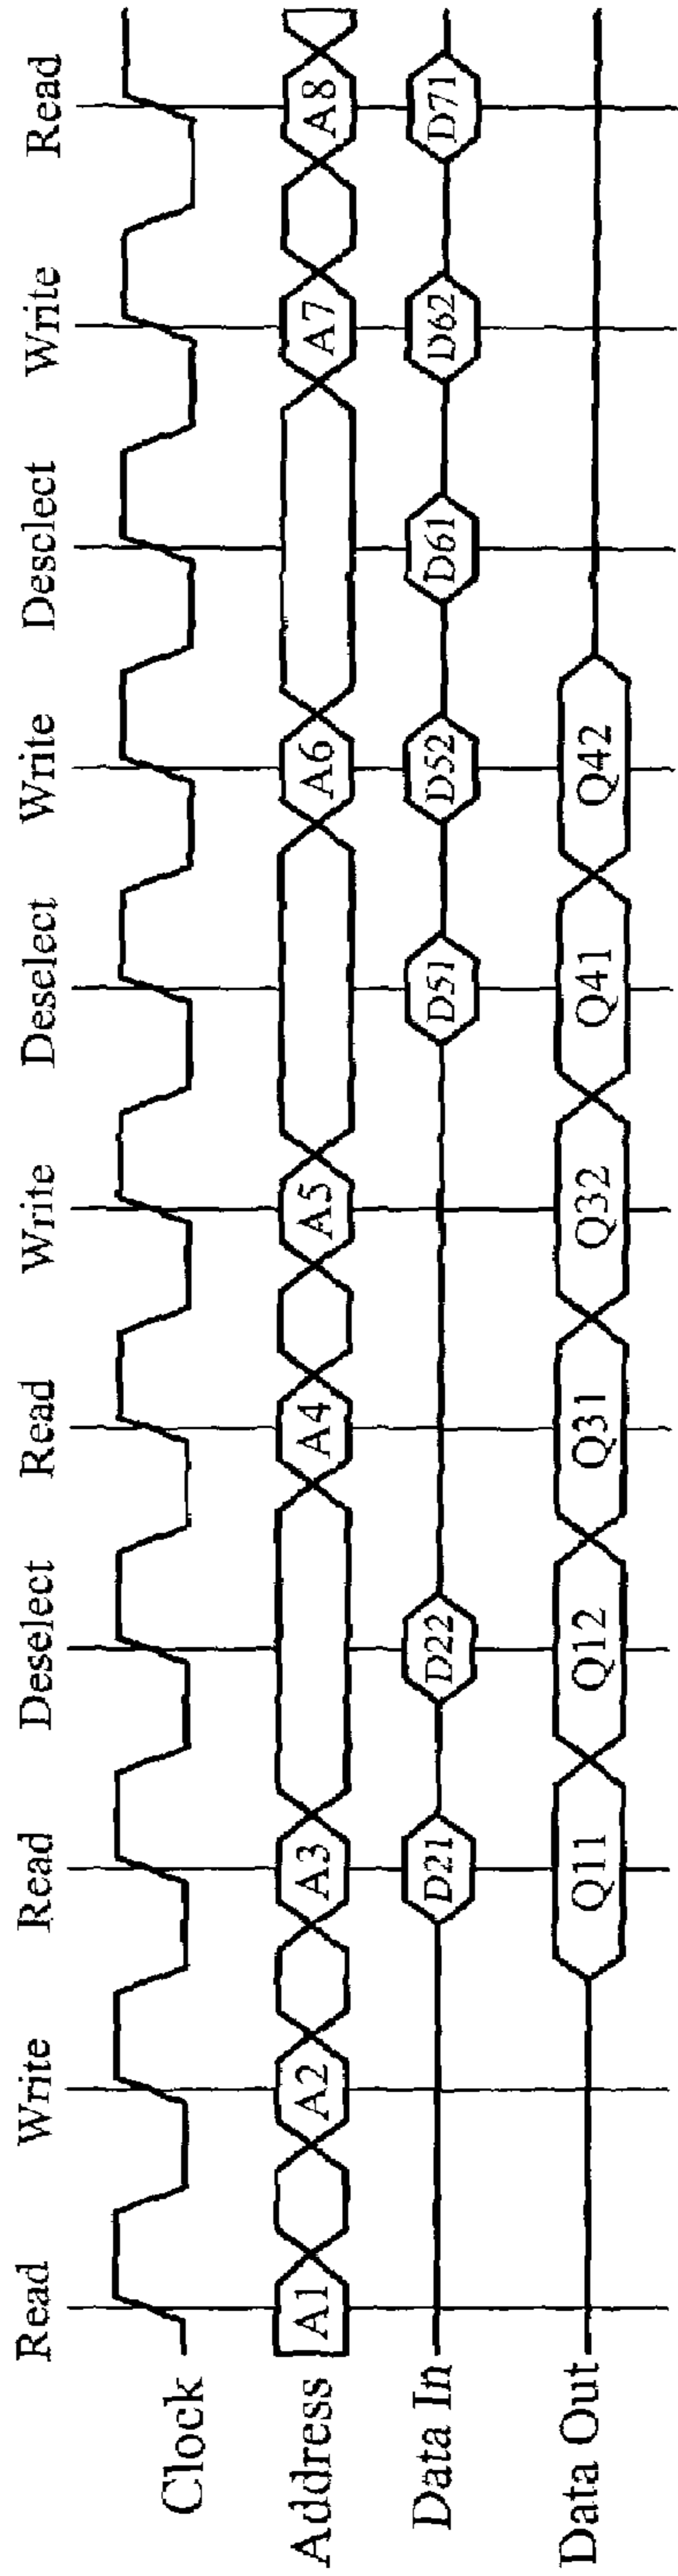 Read Write Read Deselect Read Write Deselect Write Deselect Write Read
Clock
Address A1 A2 A3 A4 A5 A6 A7 A8
Data In D21 D22 D51 D52 D61 D62 D71
Data Out Q11 Q12 Q31 Q32 Q41 Q42